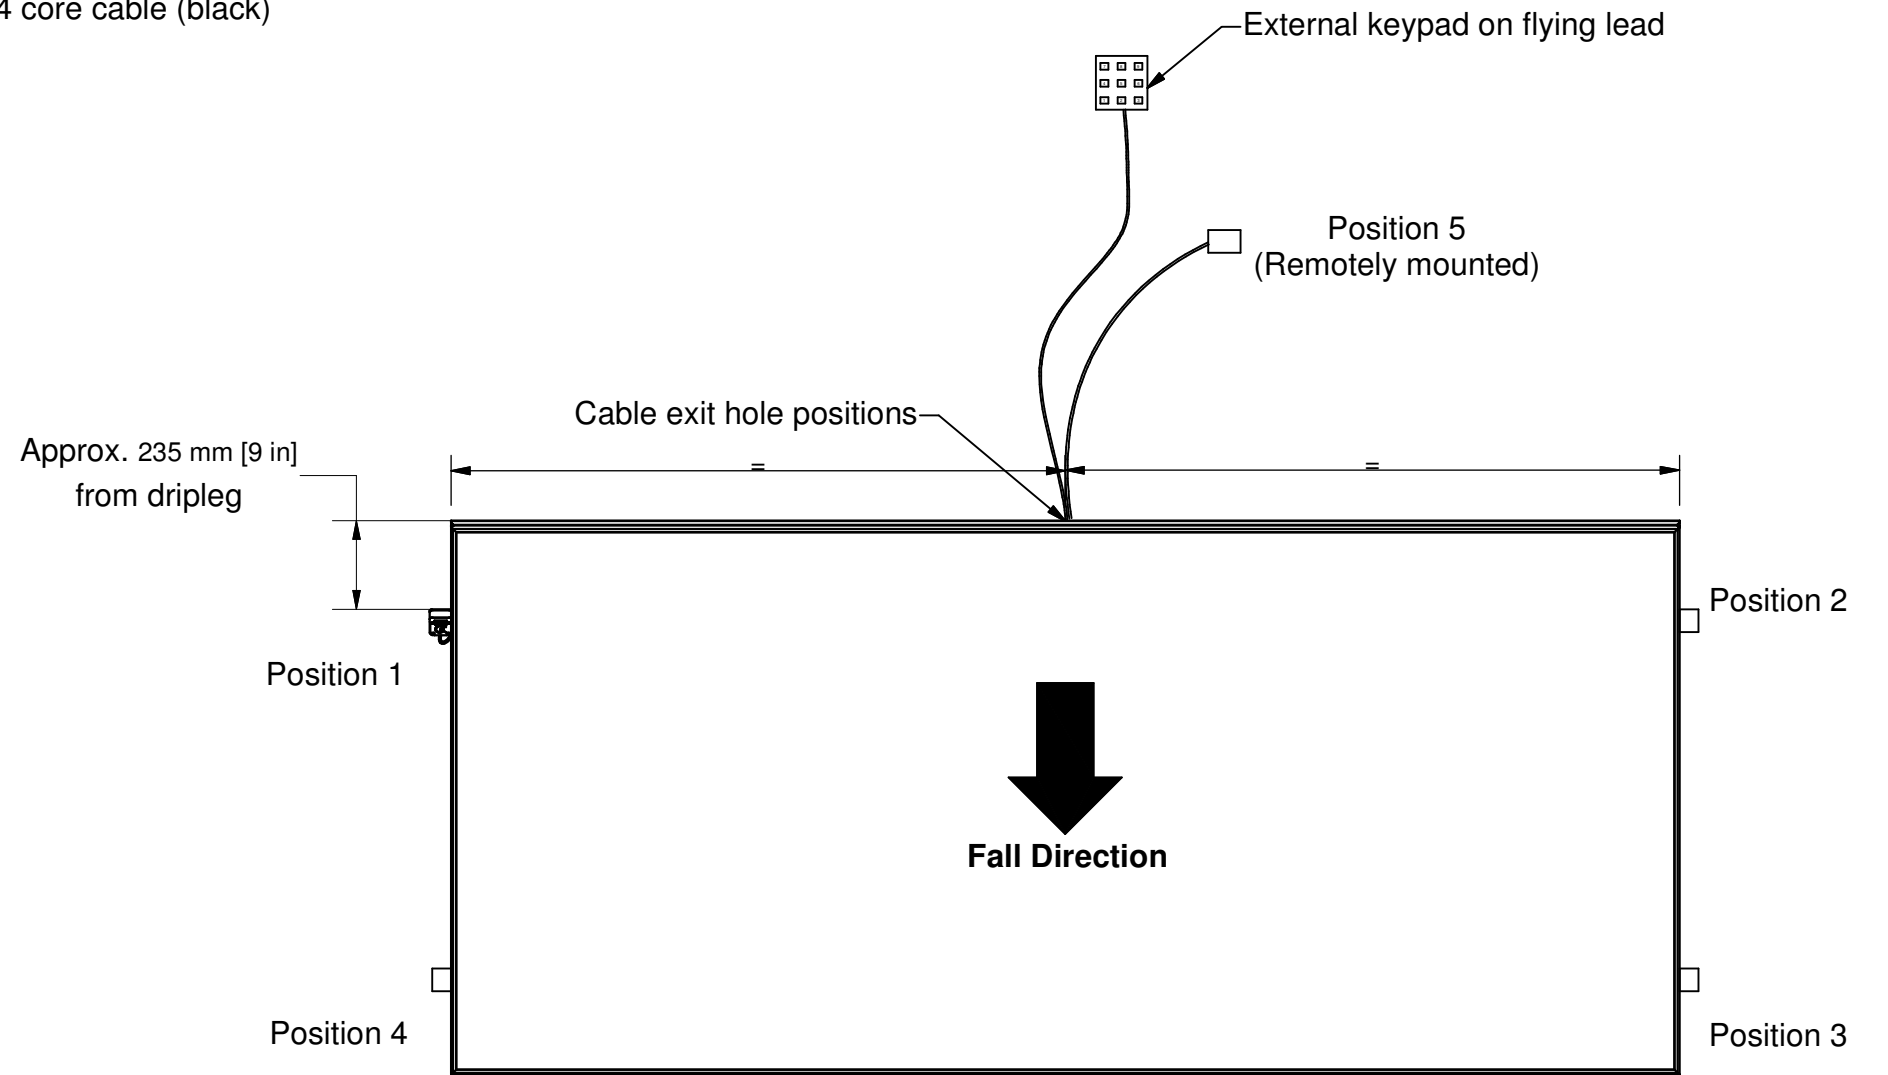 4 core cable (black)
External keypad on flying lead
Position 5
(Remotely mounted)
Cable exit hole positions
Approx. 235 mm [9 in]
from dripleg
=
=
Position 2
Position 1
Fall Direction
Position 4
Position 3